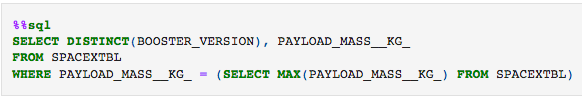 %%sql
SELECT DISTINCT(BOOSTER_VERSION), PAYLOAD_MASS__KG_
FROM SPACEXTBL
WHERE PAYLOAD_MASS__KG_ = (SELECT MAX(PAYLOAD_MASS__KG_) FROM SPACEXTBL)